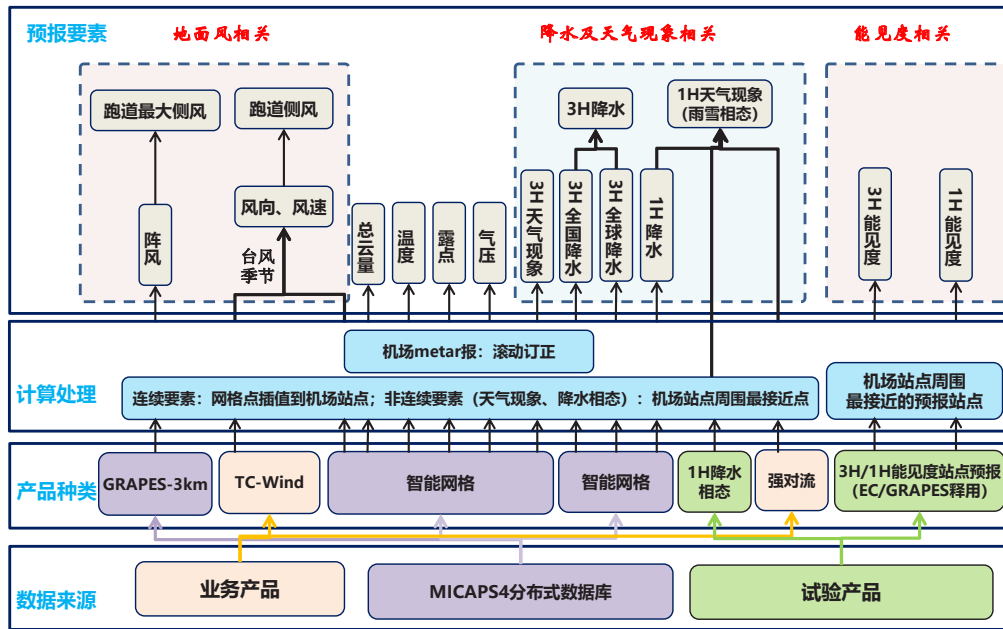 预报要素
地面风相关
降水及天气现象相关
能见度相关
跑道最大侧风
跑道侧风
3H降水
1H天气现象
(雨雪相态)
阵风
风向、风速
台风
季节
总云量
温度
露点
气压
3H天气现象
3H全国降水
3H全球降水
1H降水
3H能见度
1H能见度
计算处理
机场metar报：滚动订正
连续要素：网格点插值到机场站点；非连续要素（天气现象、降水相态）：机场站点周围最接近点
机场站点周围
最接近的预报站点
产品种类
GRAPES-3km
TC-Wind
智能网格
智能网格
1H降水
相态
强对流
3H/1H能见度站点预报
（EC/GRAPES释用）
数据来源
业务产品
MICAPS4分布式数据库
试验产品